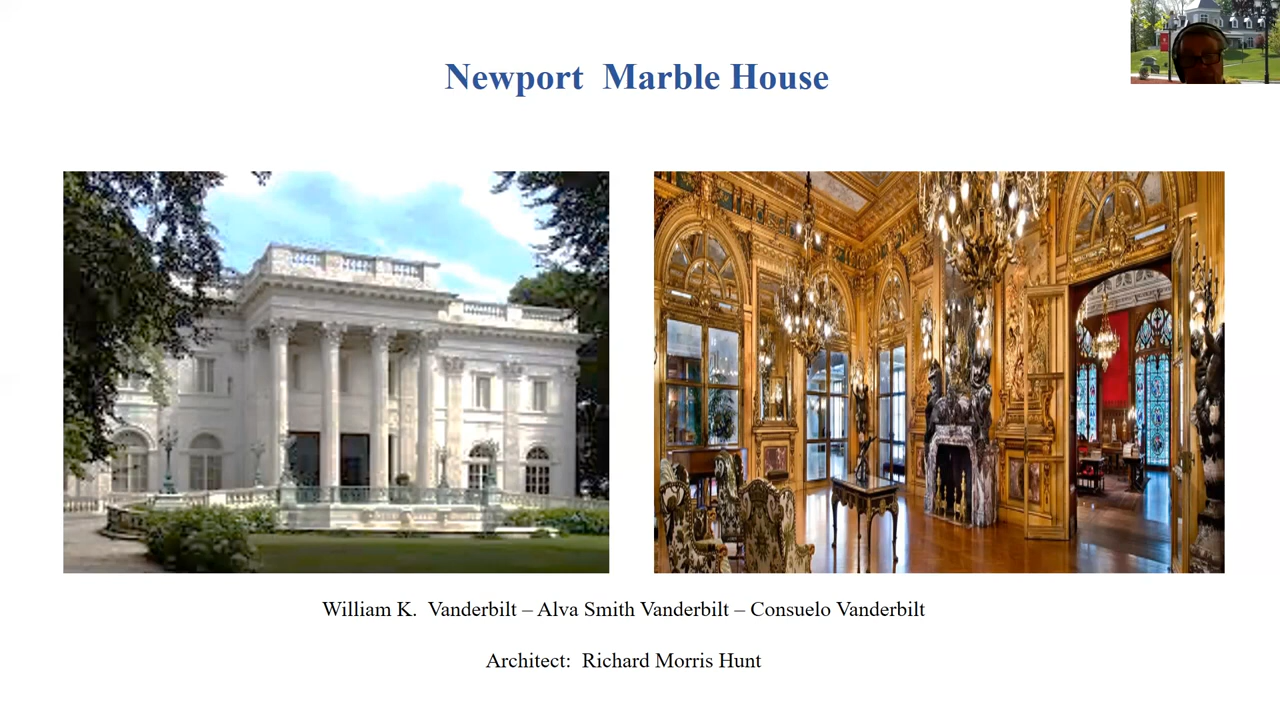 Newport Marble House
William K. Vanderbilt – Alva Smith Vanderbilt – Consuelo Vanderbilt
Architect: Richard Morris Hunt